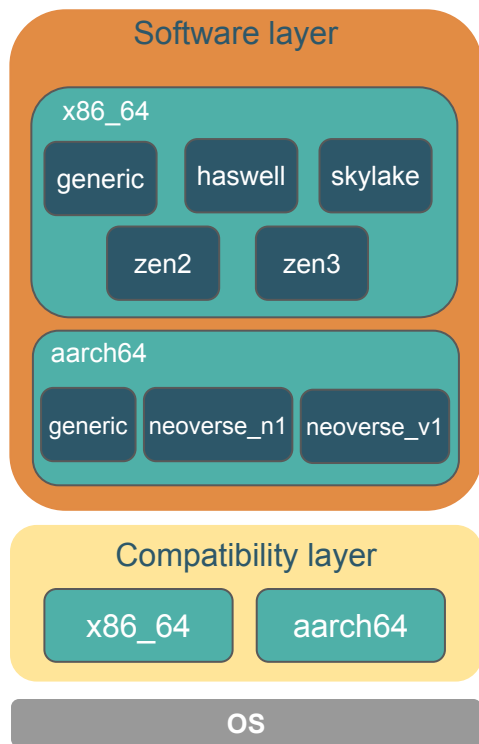 Software layer
x86_64
generic haswell skylake
zen2 zen3
aarch64
generic neoverse_n1 neoverse_v1
Compatibility layer
x86_64 aarch64
OS